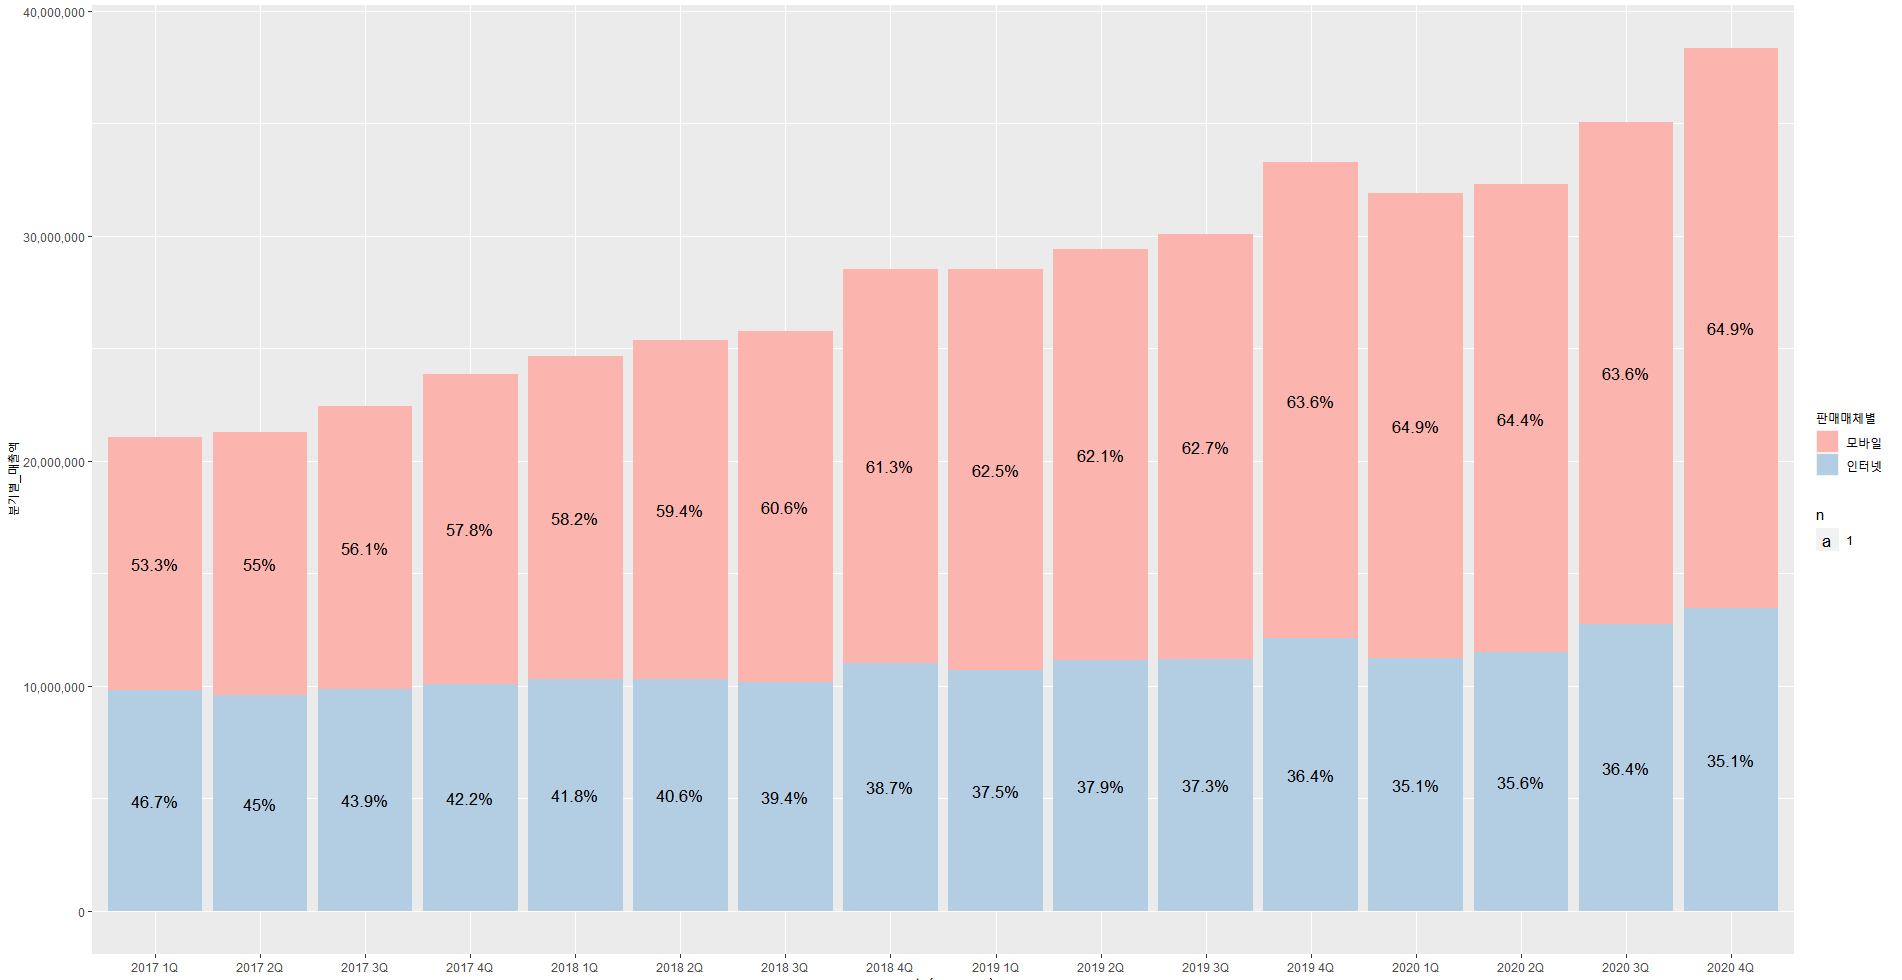 40,000,000
30,000,000
20,000,000
10,000,000
0
분기별_매출액
53.3% 55% 56.1% 57.8% 58.2% 59.4% 60.6% 61.3% 62.5% 62.1% 62.7% 63.6% 64.9% 64.4% 63.6% 64.9%
46.7% 45% 43.9% 42.2% 41.8% 40.6% 39.4% 38.7% 37.5% 37.9% 37.3% 36.4% 35.1% 35.6% 36.4% 35.1%
2017 1Q 2017 2Q 2017 3Q 2017 4Q 2018 1Q 2018 2Q 2018 3Q 2018 4Q 2019 1Q 2019 2Q 2019 3Q 2019 4Q 2020 1Q 2020 2Q 2020 3Q 2020 4Q
판매매체별
모바일
인터넷
n
a 1